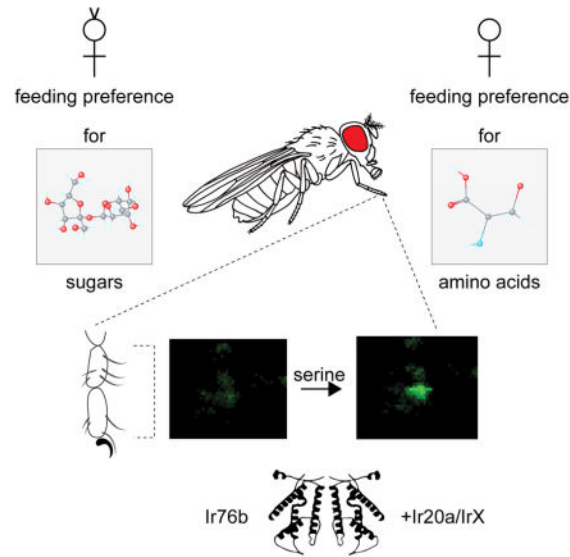 feeding preference
for
sugars
feeding preference
for
amino acids
serine
Ir76b
+Ir20a/IrX